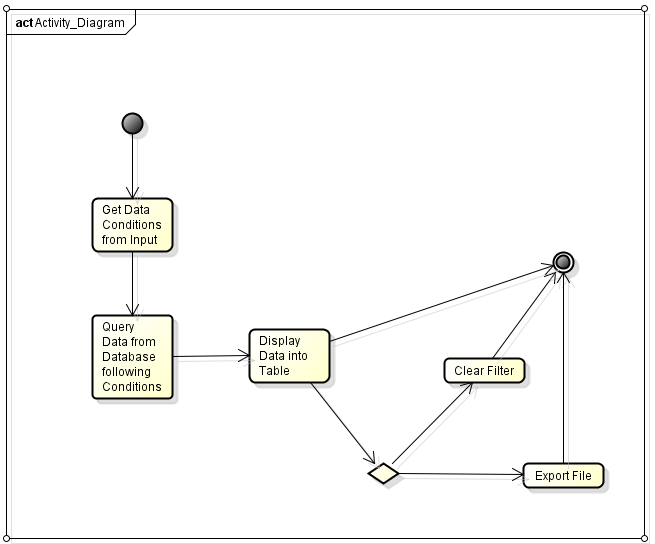 act Activity_Diagram
Get Data
Conditions
from Input
Query
Data from
Database
following
Conditions
Display
Data into
Table
Clear Filter
Export File